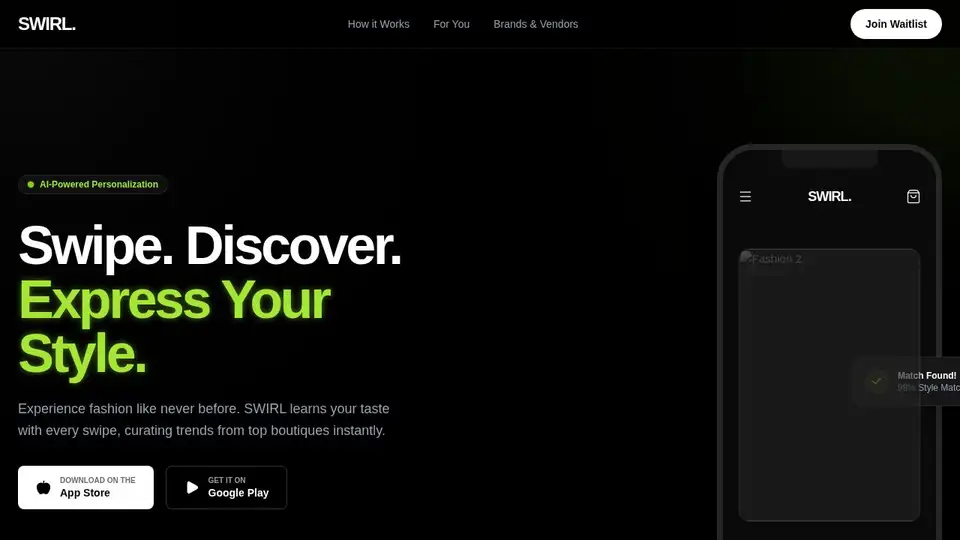 SWIRL.
How it Works
For You
Brands & Vendors
Join Waitlist
AI-Powered Personalization
Swipe. Discover.
Express Your
Style.
Experience fashion like never before. SWIRL learns your taste
with every swipe, curating trends from top boutiques instantly.
DOWNLOAD ON THE
App Store
GET IT ON
Google Play
SWIRL.
Fashion 2
Match Found!
98% Style Matc